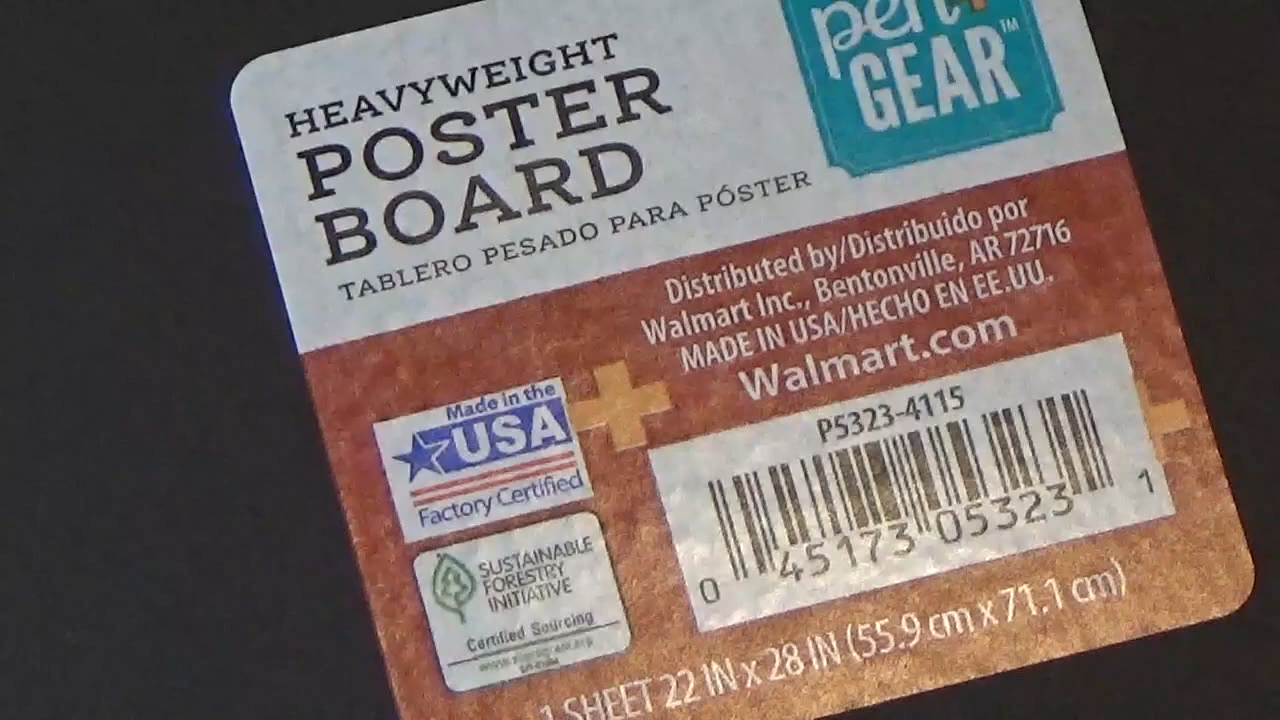 HEAVYWEIGHT
POSTER
BOARD
TABLERO PESADO PARA PÓSTER
pen+
GEAR™
Distributed by/Distribuido por
Walmart Inc., Bentonville, AR 72716
MADE IN USA/HECHO EN EE.UU.
Walmart.com
Made in the
USA
Factory Certified
SUSTAINABLE
FORESTRY
INITIATIVE
Certified Sourcing
P5323-4115
0 45173 05323 1
1 SHEET 22 IN x 28 IN (55.9 cm x 71.1 cm)